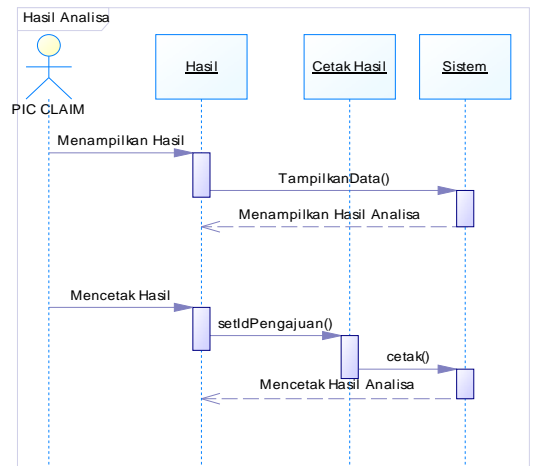 Hasil Analisa
PIC CLAIM
Hasil
Cetak Hasil
Sistem
Menampilkan Hasil
TampilkanData()
Menampilkan Hasil Analisa
Mencetak Hasil
setIdPengajuan()
cetak()
Mencetak Hasil Analisa